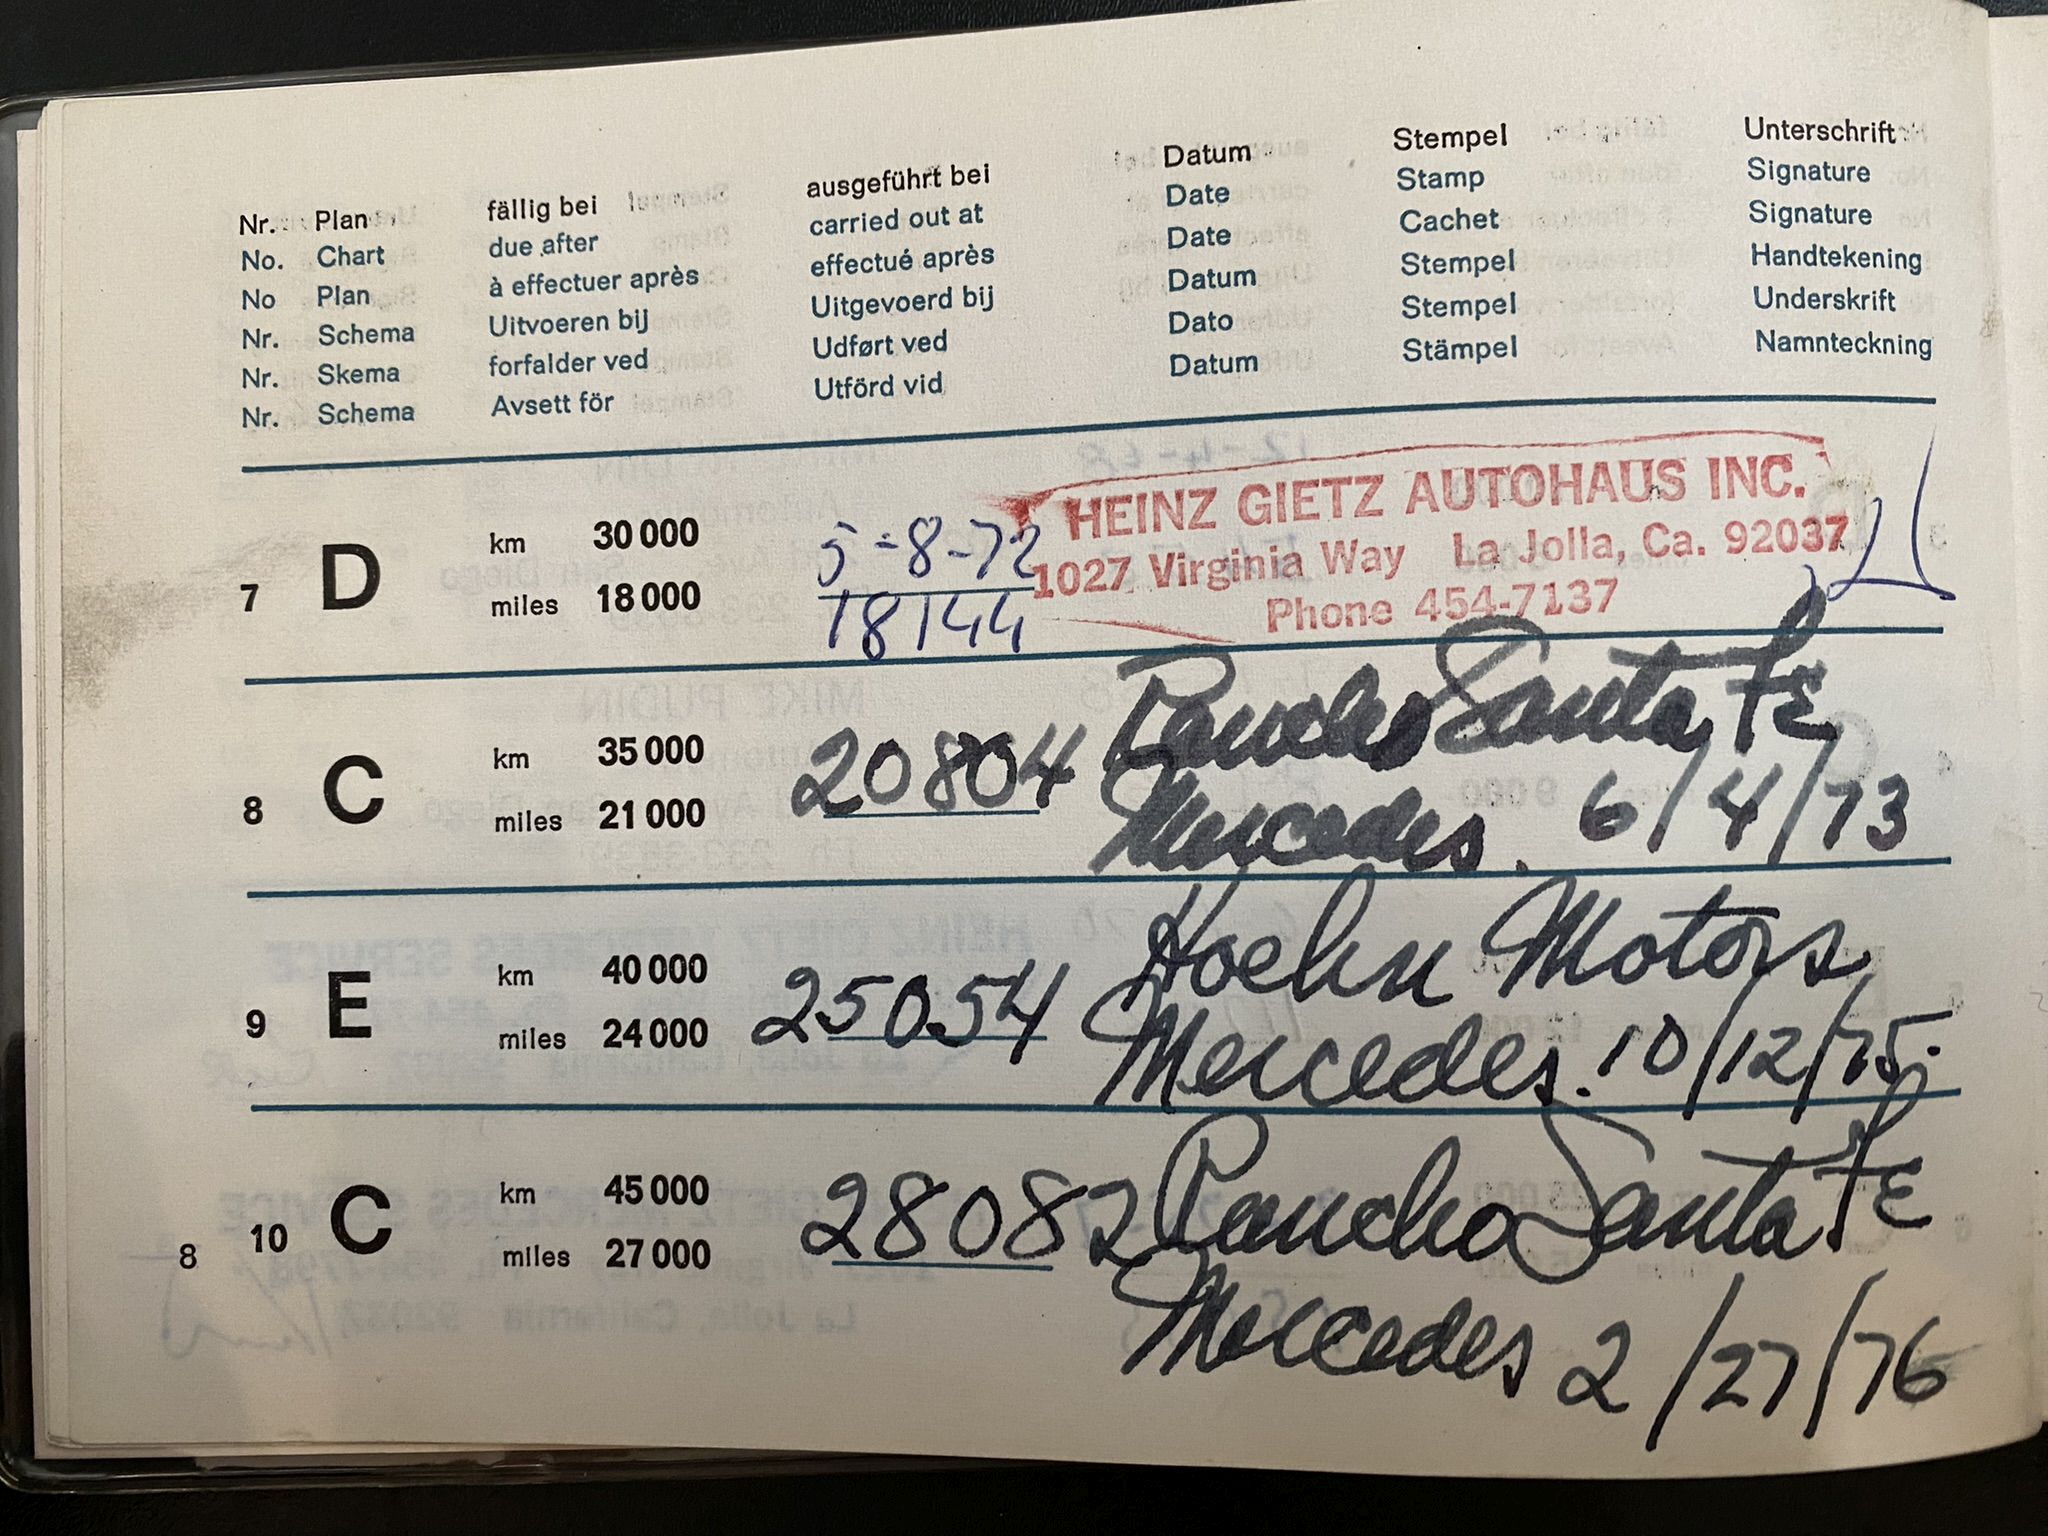 Nr. Plan fällig bei ausgeführt bei Datum Stempel Unterschrift
No. Chart due after carried out at Date Stamp Signature
No Plan à effectuer après effectué après Date Cachet Signature
Nr. Schema Uitvoeren bij Uitgevoerd bij Datum Stempel Handtekening
Nr. Skema forfalder ved Udført ved Dato Stempel Underskrift
Nr. Schema Avsett för Utförd vid Datum Stämpel Namnteckning
HEINZ GIETZ AUTOHAUS INC.
7 D km 30 000 5-8-72 1027 Virginia Way La Jolla, Ca. 92037
miles 18 000 18144 Phone 454-7137
8 C km 35 000 20804 Rancho Santa Fe
miles 21 000 Mercedes. 6/4/73
9 E km 40 000 25054 Hoehn Motors
miles 24 000 Mercedes. 10/12/75.
10 C km 45 000 28082 Rancho Santa Fe
miles 27 000 Mercedes 2/27/76
8